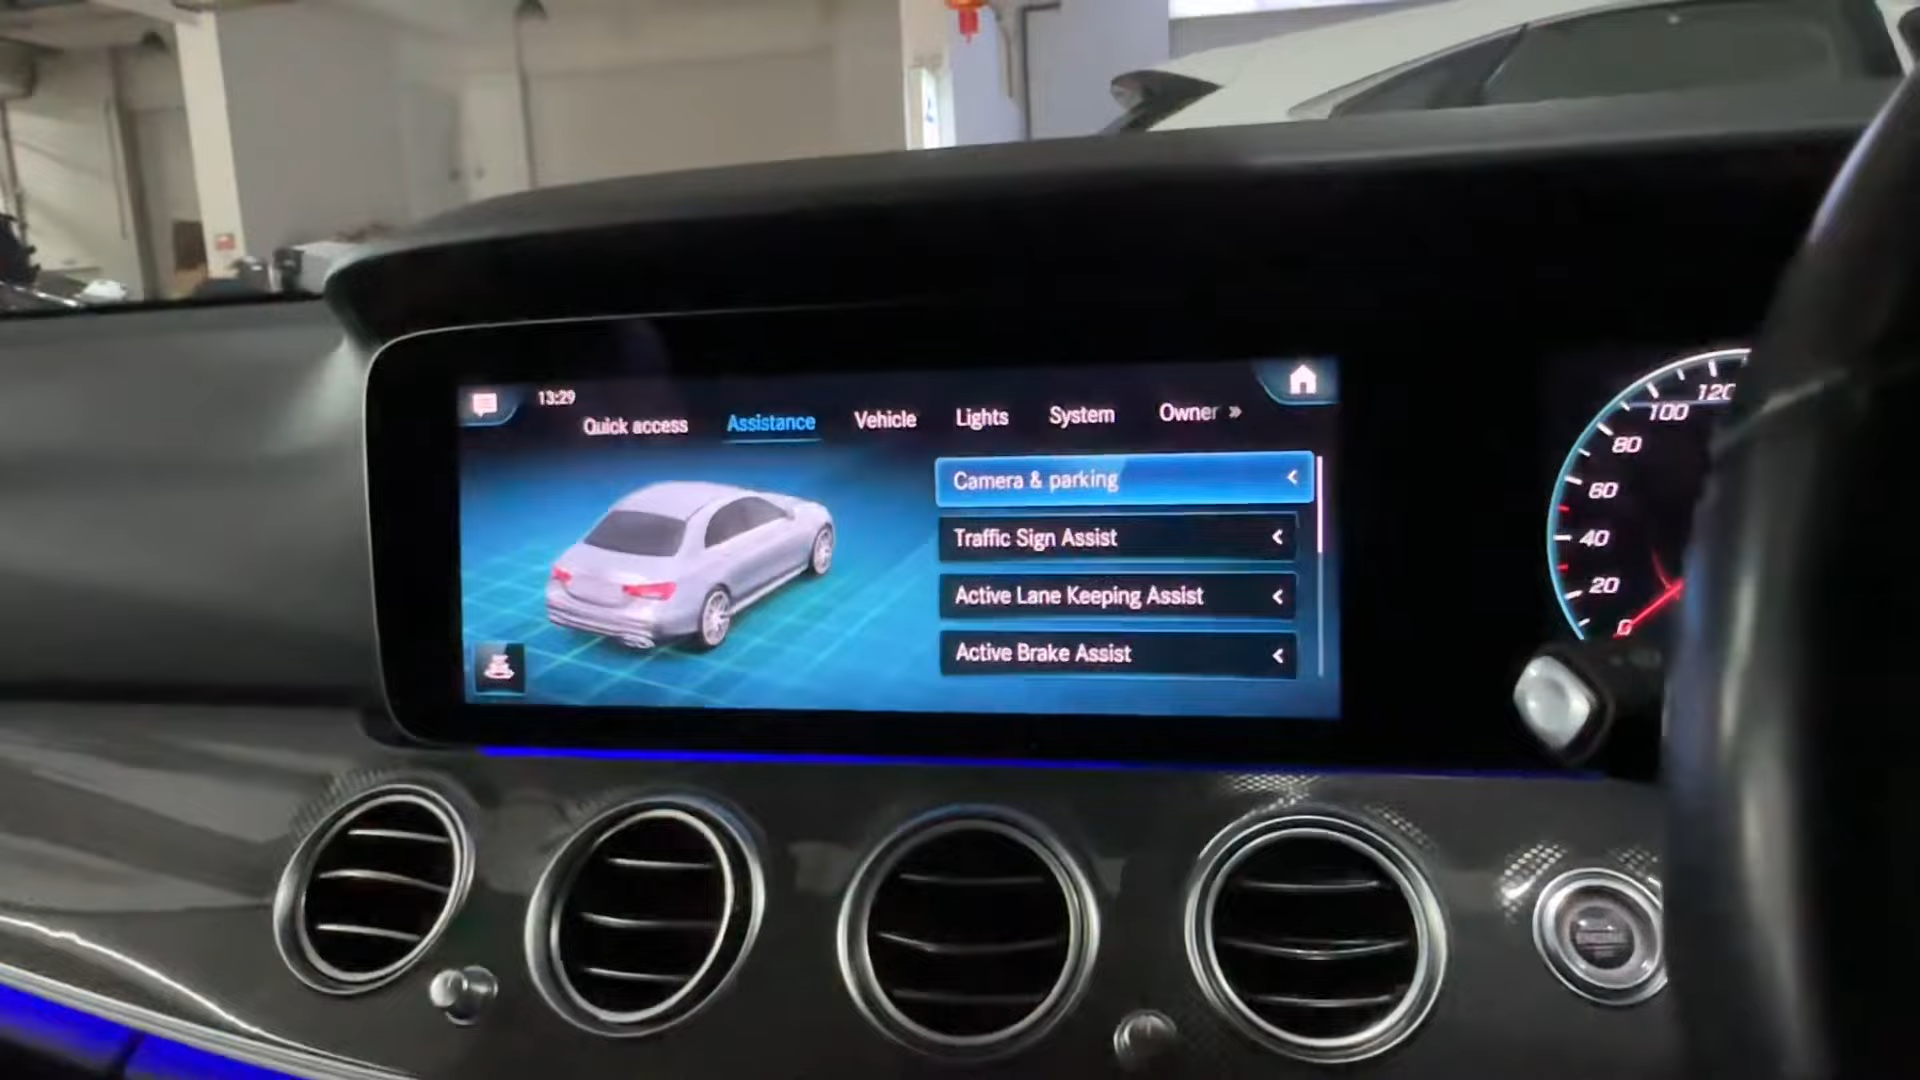 13:29
Quick access Assistance Vehicle Lights System Owner »
Camera & parking
Traffic Sign Assist
Active Lane Keeping Assist
Active Brake Assist
120
100
80
60
40
20
0